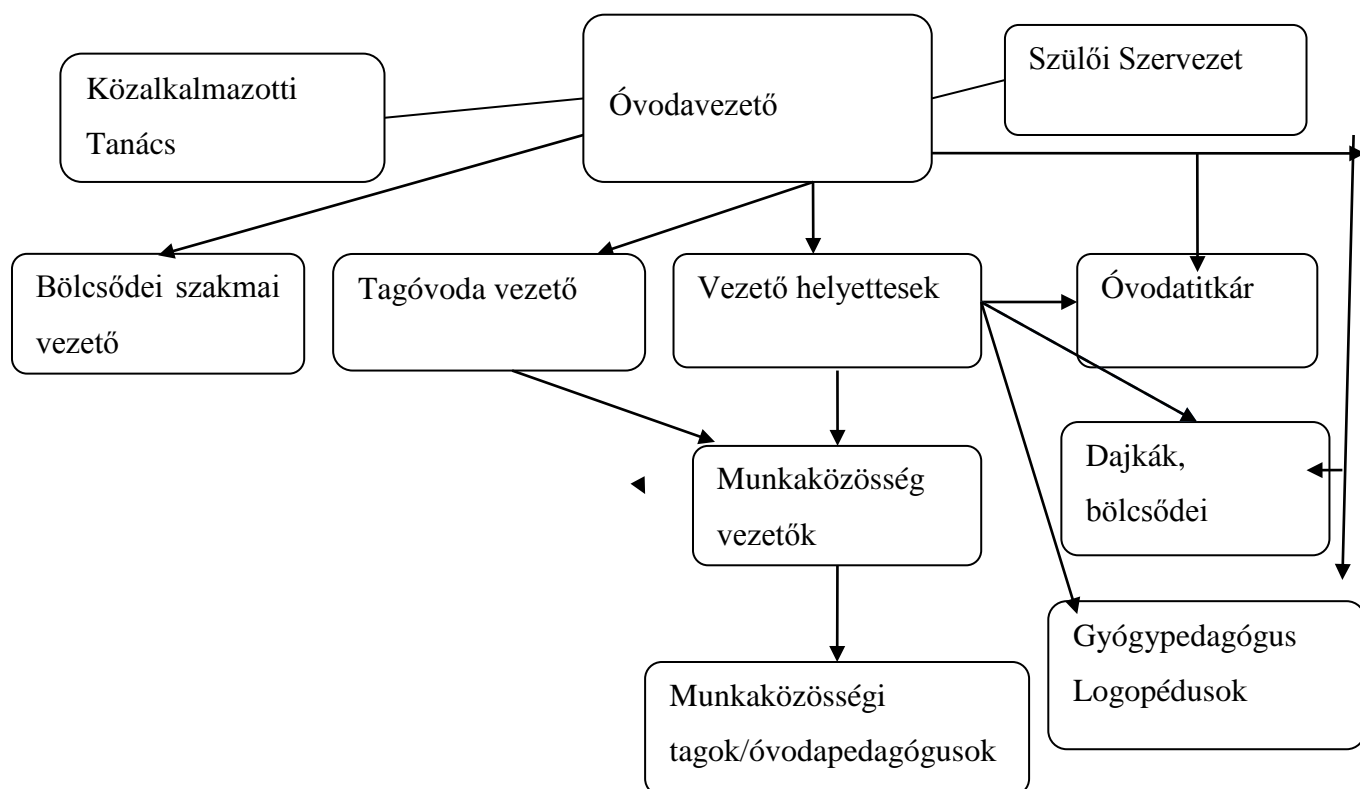 Közalkalmazotti
Tanács
Óvodavezető
Szülői Szervezet
Bölcsődei szakmai
vezető
Tagóvoda vezető
Vezető helyettesek
Óvodatitkár
Munkaközösség
vezetők
Dajkák,
bölcsődei
Gyógypedagógus
Logopédusok
Munkaközösségi
tagok/óvodapedagógusok